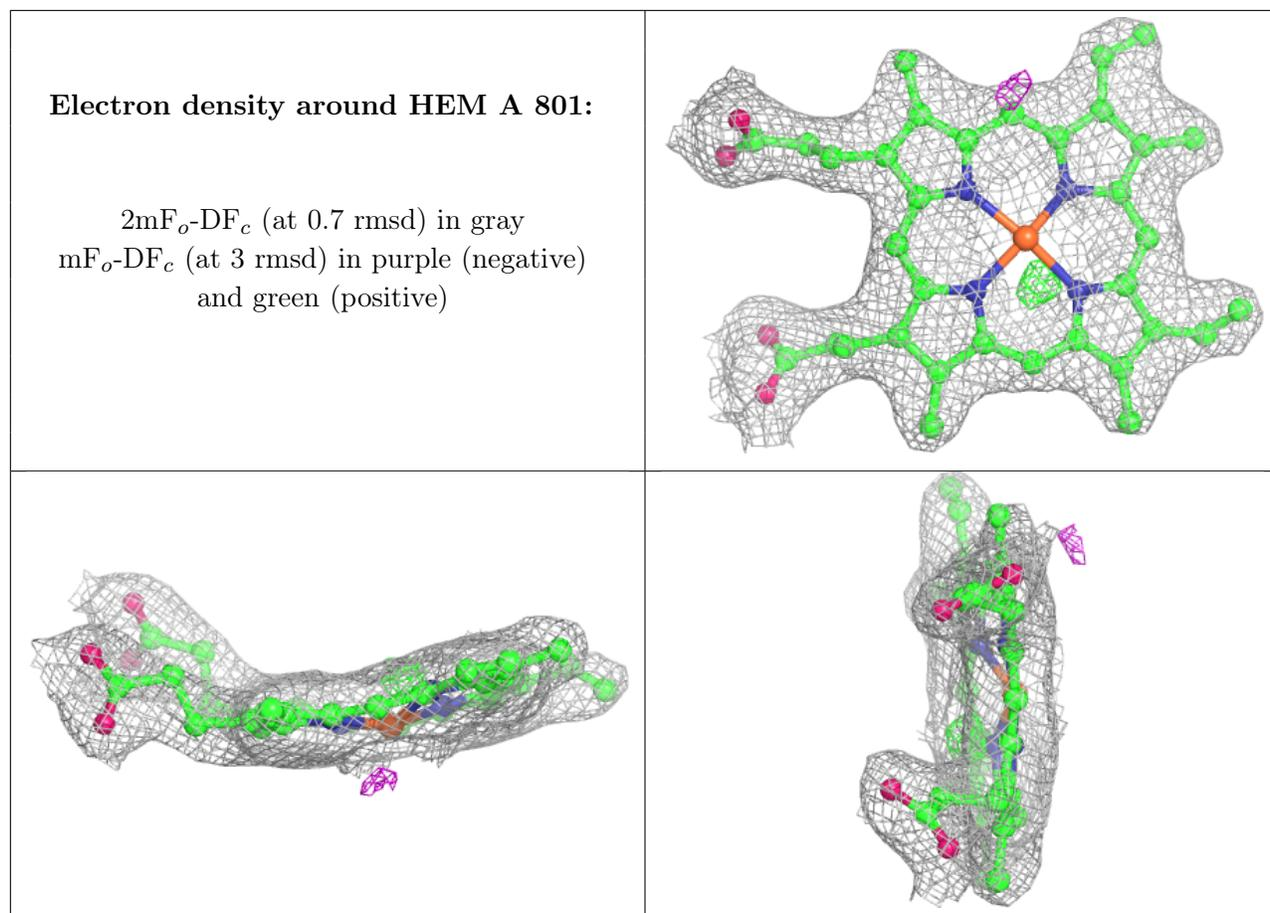 Electron density around HEM A 801:
2mFo-DFc (at 0.7 rmsd) in gray
mFo-DFc (at 3 rmsd) in purple (negative)
and green (positive)